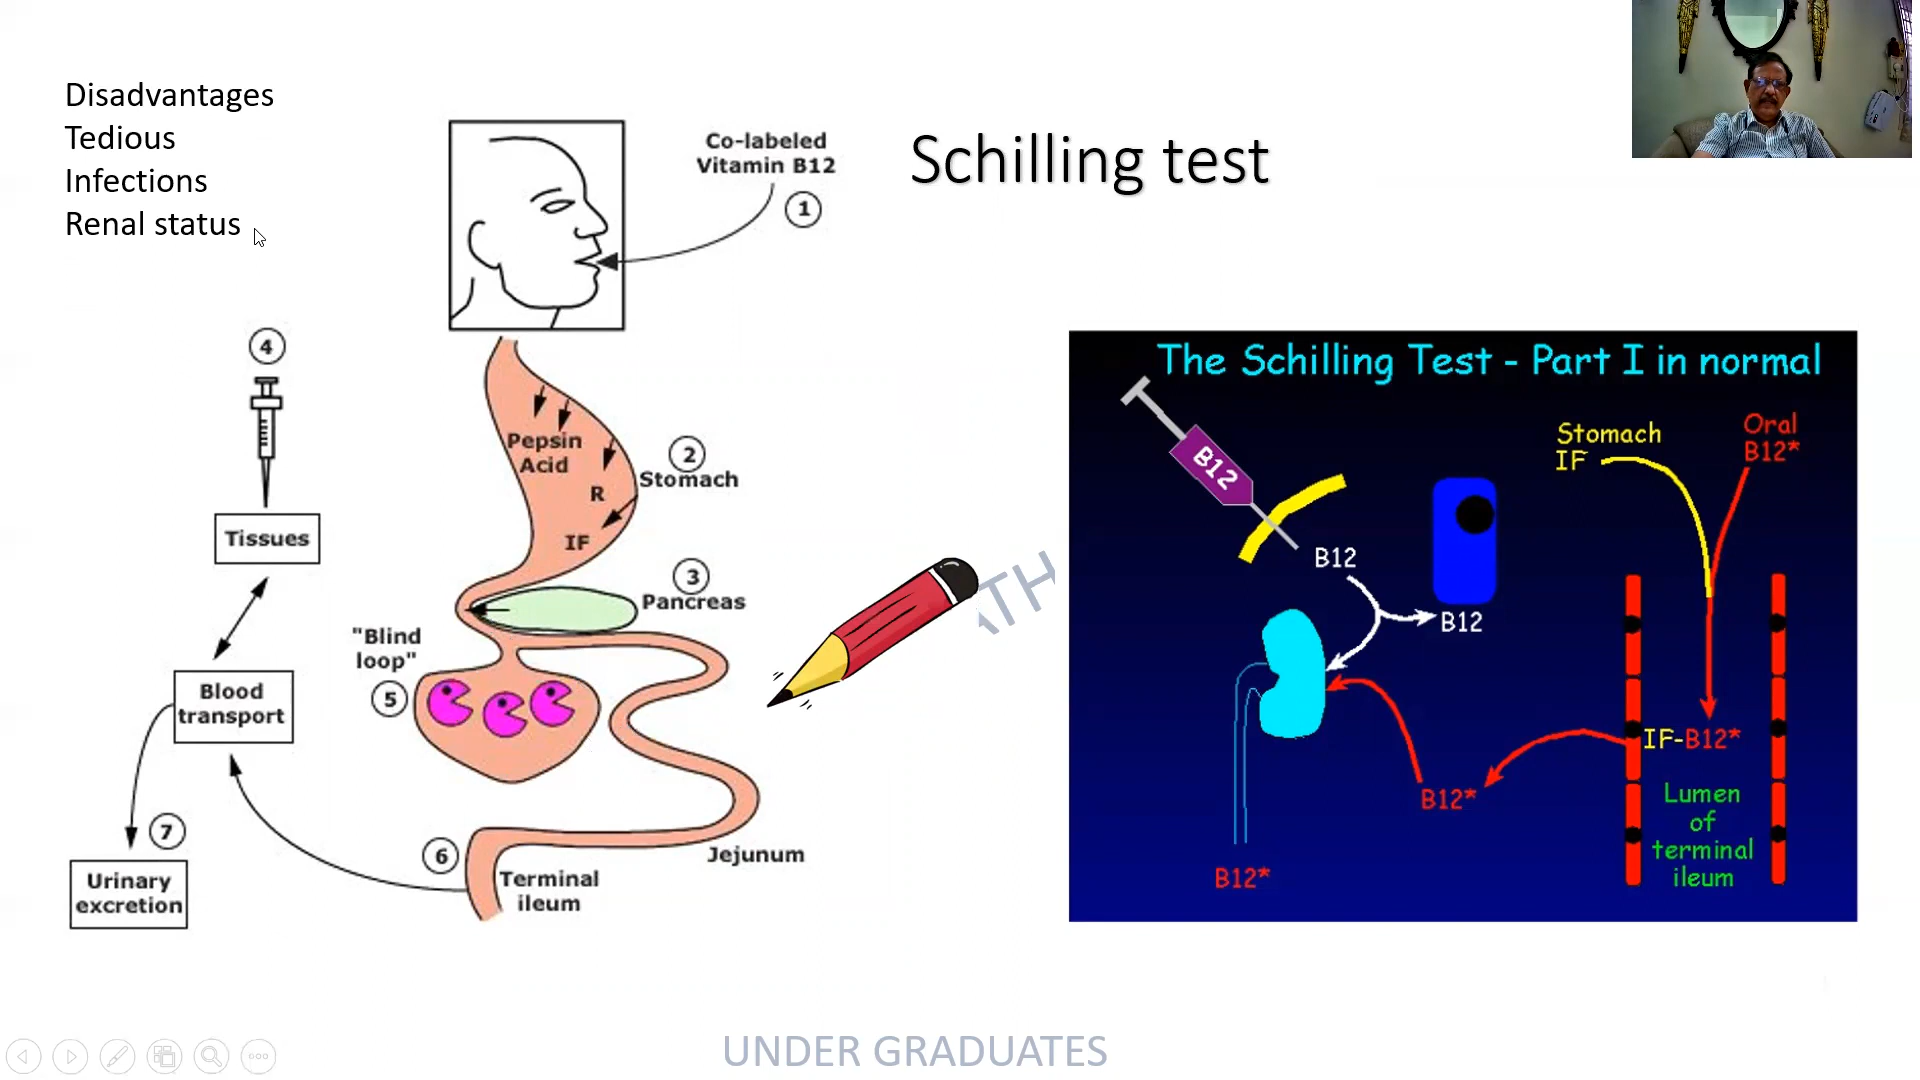 Disadvantages
Tedious
Infections
Renal status
Schilling test
Co-labeled
Vitamin B12
1
4
Pepsin
Acid
R
IF
2
Stomach
3
Pancreas
Tissues
"Blind
loop"
5
Blood
transport
7
6
Jejunum
Terminal
ileum
Urinary
excretion
The Schilling Test - Part I in normal
B12
Stomach
IF
Oral
B12*
B12
B12
IF-B12*
B12*
Lumen
of
terminal
ileum
B12*
UNDER GRADUATES